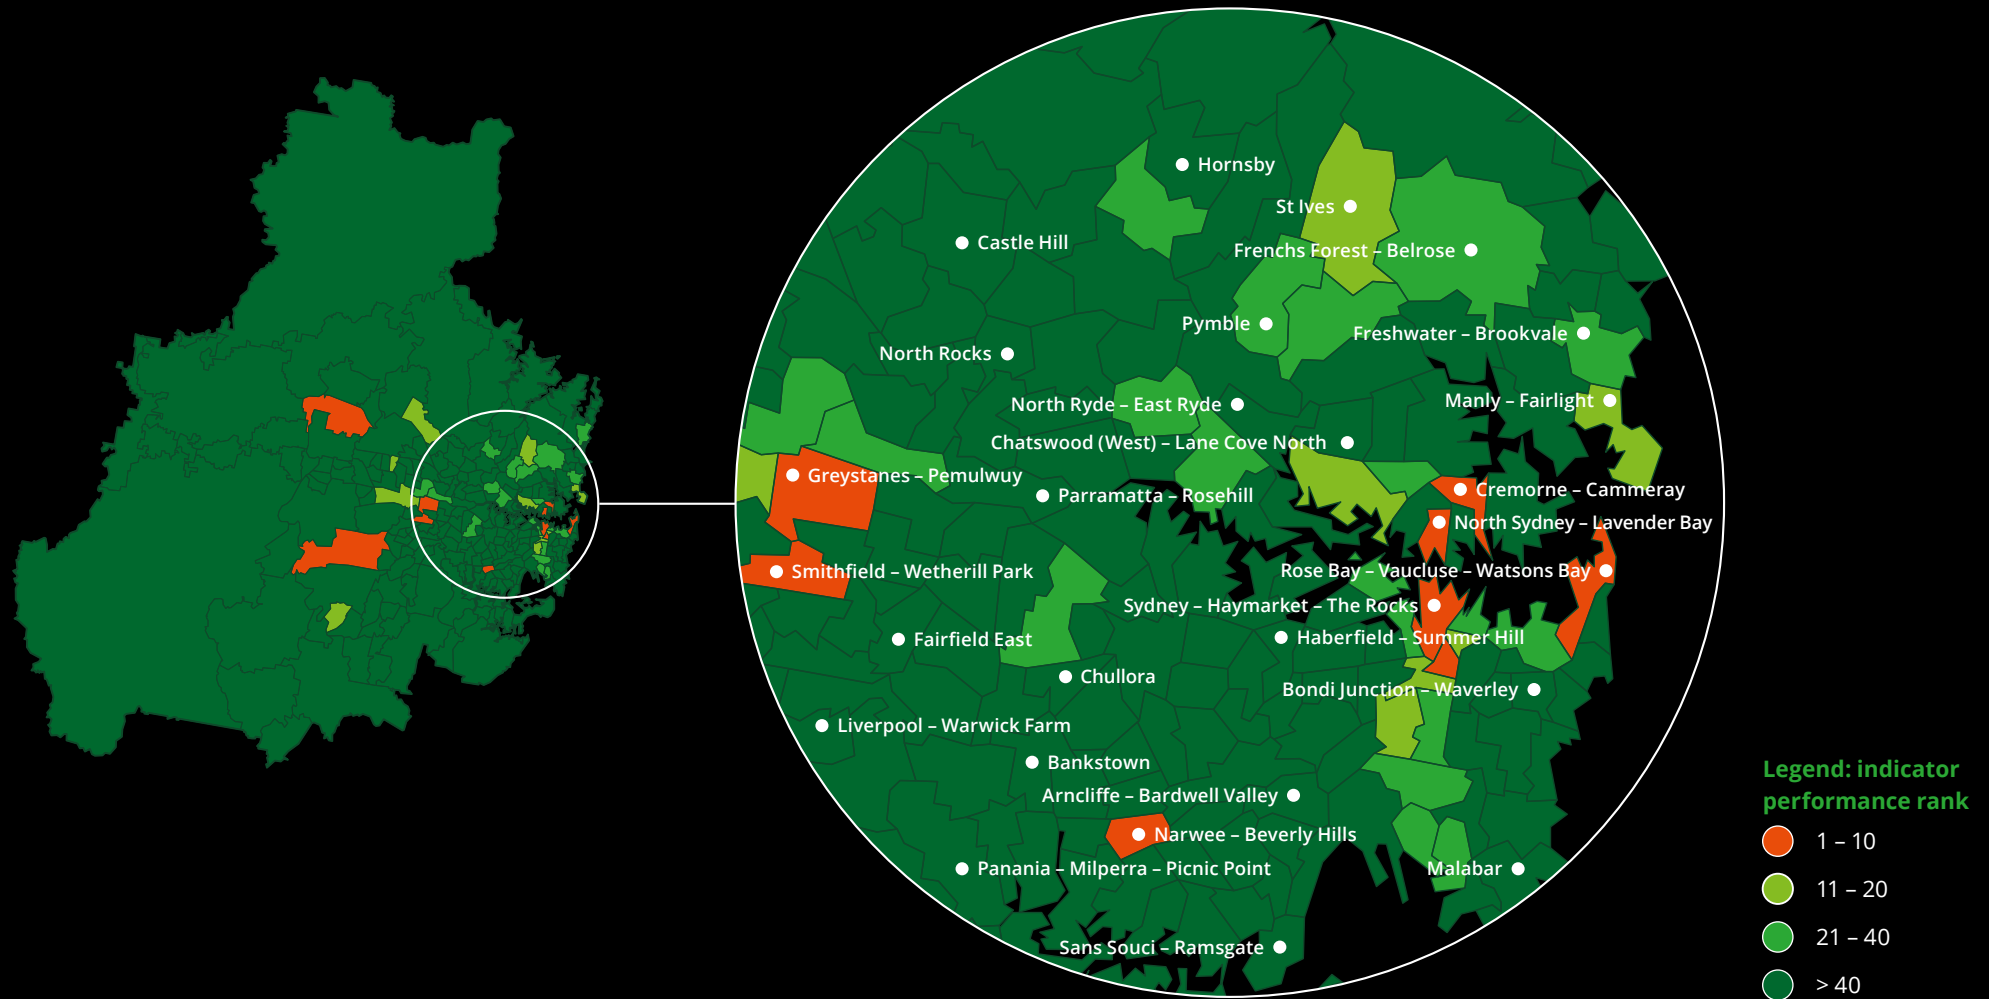 Hornsby
St Ives
Castle Hill
Frenchs Forest – Belrose
Pymble
Freshwater – Brookvale
North Rocks
Manly – Fairlight
North Ryde – East Ryde
Chatswood (West) – Lane Cove North
Greystanes – Pemulwuy
Cremorne – Cammeray
Parramatta – Rosehill
North Sydney – Lavender Bay
Rose Bay – Vaucluse – Watsons Bay
Smithfield – Wetherill Park
Sydney – Haymarket – The Rocks
Haberfield – Summer Hill
Fairfield East
Chullora
Bondi Junction – Waverley
Liverpool – Warwick Farm
Bankstown
Arncliffe – Bardwell Valley
Narwee – Beverly Hills
Panania – Milperra – Picnic Point
Malabar
Sans Souci – Ramsgate
Legend: indicator
performance rank
1 – 10
11 – 20
21 – 40
> 40